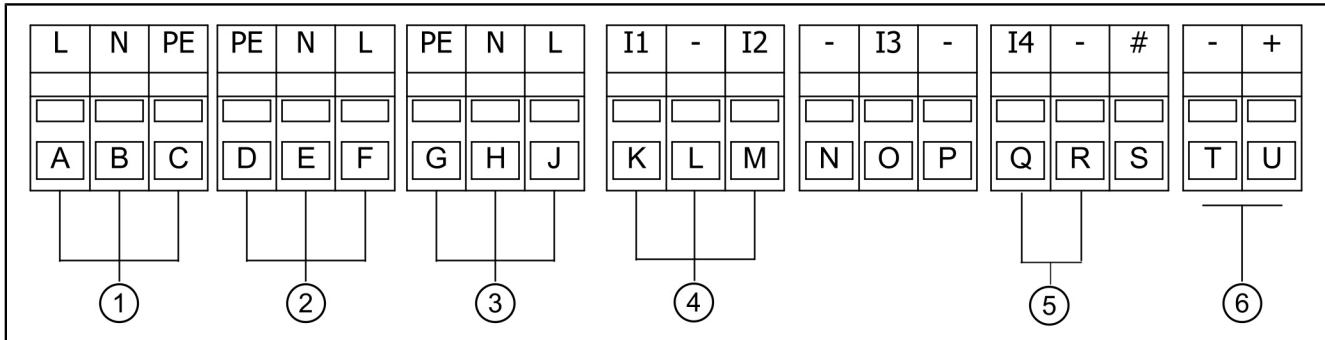 L N PE PE N L PE N L I1 - I2 - I3 - I4 - # - +
A B C D E F G H J K L M N O P Q R S T U
1 2 3 4 5 6